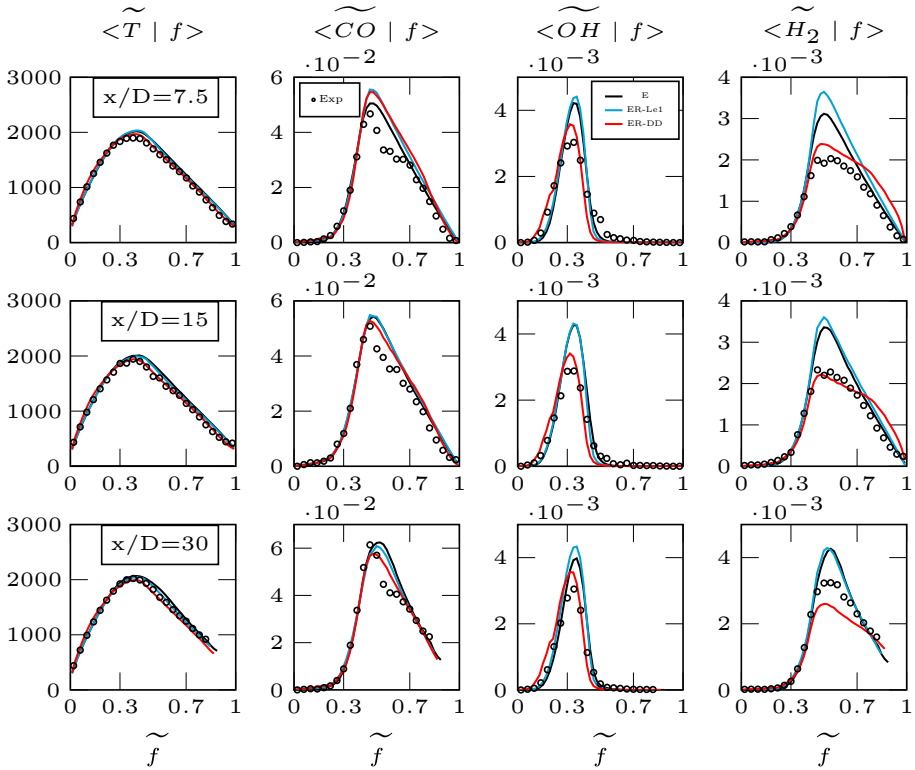 <T̃ | f> <C͠O | f> <O͠H | f> <H̃₂ | f>
·10⁻² ·10⁻³ ·10⁻³
3000 2000 1000 0
x/D=7.5
0.3 0.7 1
6 4 2 0
Exp
0 0.3 0.7 1
4 2 0
E
ER-Le1
ER-DD
0 0.3 0.7 1
4 3 2 1 0
0 0.3 0.7 1
·10⁻² ·10⁻³ ·10⁻³
3000 2000 1000 0
x/D=15
0.3 0.7 1
6 4 2 0
0 0.3 0.7 1
4 2 0
0 0.3 0.7 1
4 3 2 1 0
0 0.3 0.7 1
·10⁻² ·10⁻³ ·10⁻³
3000 2000 1000 0
x/D=30
0 0.3 0.7 1
6 4 2 0
0 0.3 0.7 1
4 2 0
0 0.3 0.7 1
4 3 2 1 0
0 0.3 0.7 1
f̃ f̃ f̃ f̃